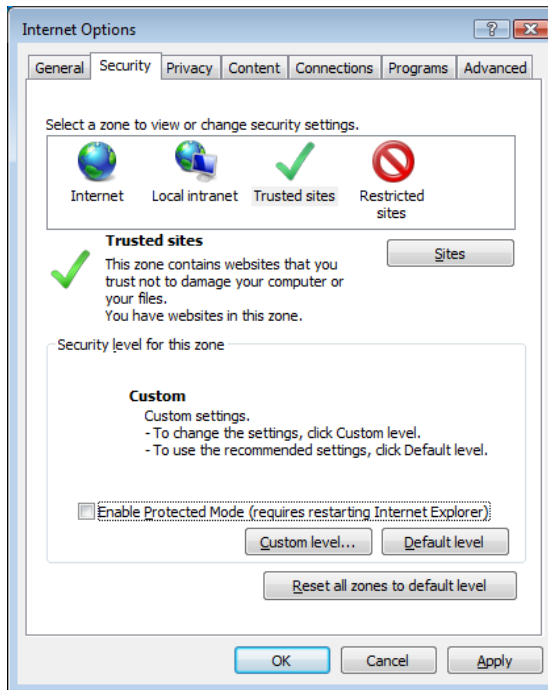 Internet Options
General Security Privacy Content Connections Programs Advanced
Select a zone to view or change security settings.
Internet Local intranet Trusted sites Restricted
sites
Trusted sites
Sites
This zone contains websites that you
trust not to damage your computer or
your files.
You have websites in this zone.
Security level for this zone
Custom
Custom settings.
- To change the settings, click Custom level.
- To use the recommended settings, click Default level.
Enable Protected Mode (requires restarting Internet Explorer)
Custom level... Default level
Reset all zones to default level
OK Cancel Apply